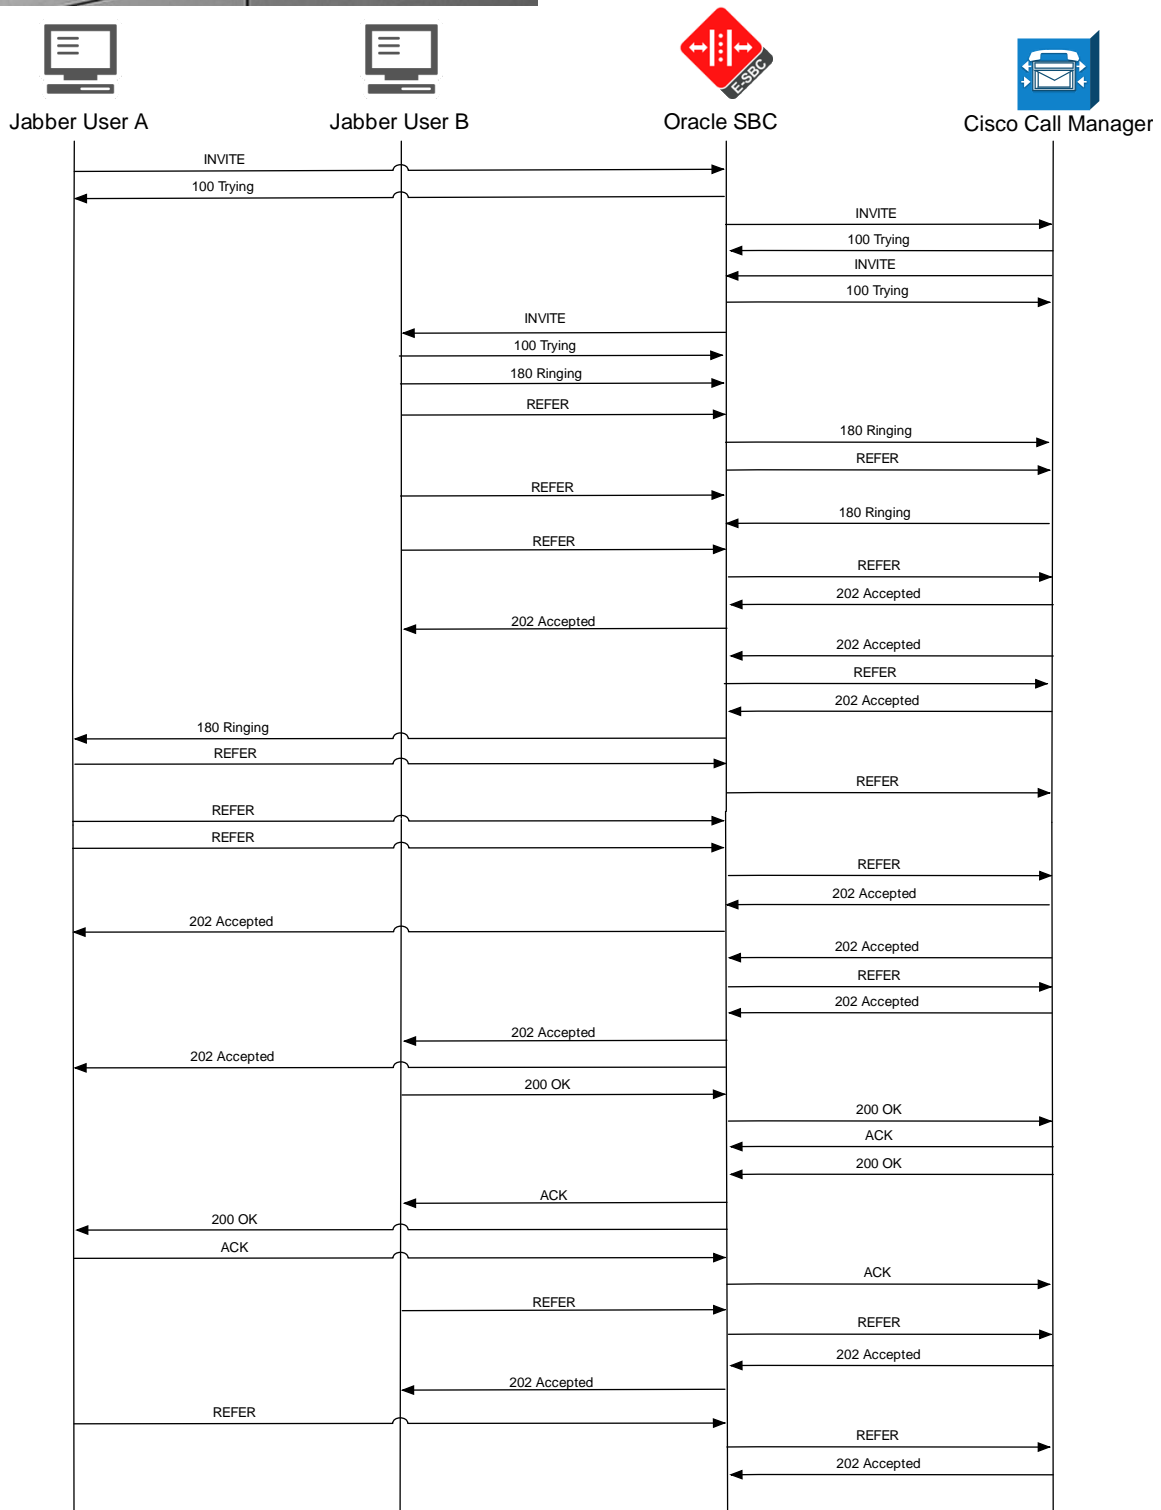 E-SBC
Jabber User A
Jabber User B
Oracle SBC
Cisco Call Manager
INVITE
100 Trying
INVITE
100 Trying
INVITE
100 Trying
INVITE
100 Trying
180 Ringing
REFER
180 Ringing
REFER
REFER
180 Ringing
REFER
REFER
202 Accepted
202 Accepted
202 Accepted
REFER
202 Accepted
180 Ringing
REFER
REFER
REFER
REFER
REFER
202 Accepted
202 Accepted
202 Accepted
REFER
202 Accepted
202 Accepted
202 Accepted
200 OK
200 OK
ACK
200 OK
ACK
200 OK
ACK
ACK
REFER
REFER
202 Accepted
202 Accepted
REFER
REFER
202 Accepted